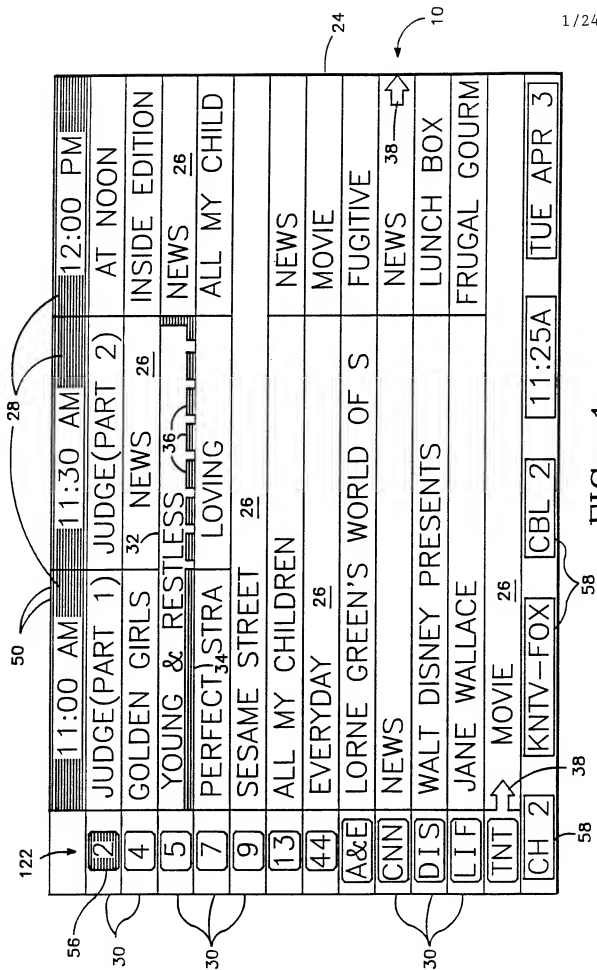 1/24
122
50
28
11:00 AM 11:30 AM 12:00 PM
56
2 JUDGE(PART 1) JUDGE(PART 2) AT NOON
30
4 GOLDEN GIRLS 32 NEWS 26 INSIDE EDITION
5 YOUNG & RESTLESS 36 NEWS 26
7 PERFECT STRA 34 LOVING ALL MY CHILD
30
9 SESAME STREET 26
13 ALL MY CHILDREN NEWS
44 EVERYDAY 26 MOVIE
24
A&E LORNE GREEN'S WORLD OF S FUGITIVE
CNN NEWS NEWS 38
10
DIS WALT DISNEY PRESENTS LUNCH BOX
30
LIF JANE WALLACE FRUGAL GOURM
TNT MOVIE 26
38
CH 2 KNTV-FOX CBL 2 11:25A TUE APR 3
58 58